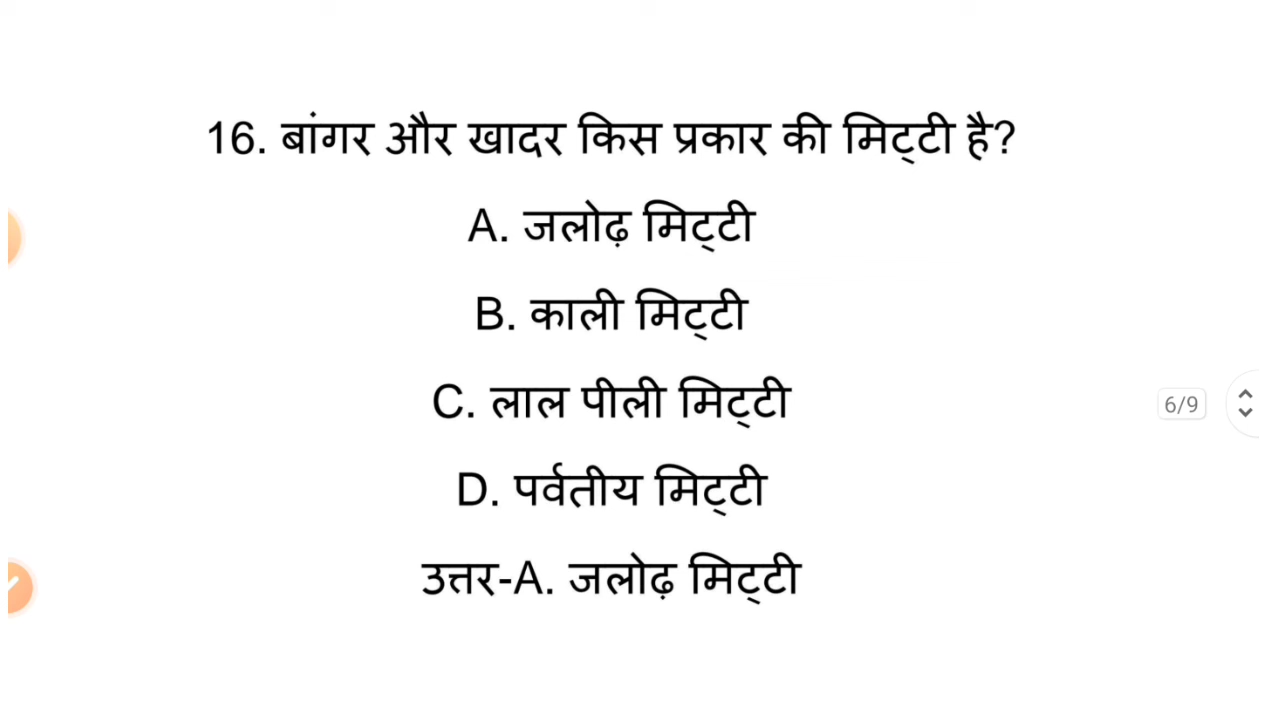 16. बांगर और खादर किस प्रकार की मिट्टी है?
A. जलोढ़ मिट्टी
B. काली मिट्टी
C. लाल पीली मिट्टी
6/9
D. पर्वतीय मिट्टी
उत्तर-A. जलोढ़ मिट्टी